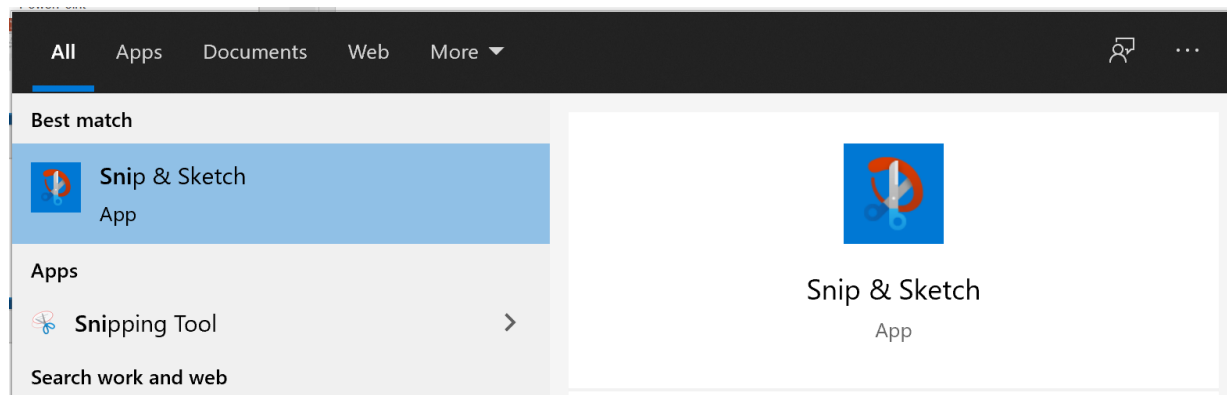 All Apps Documents Web More
Best match
Snip & Sketch
App
Apps
Snipping Tool
Search work and web
Snip & Sketch
App